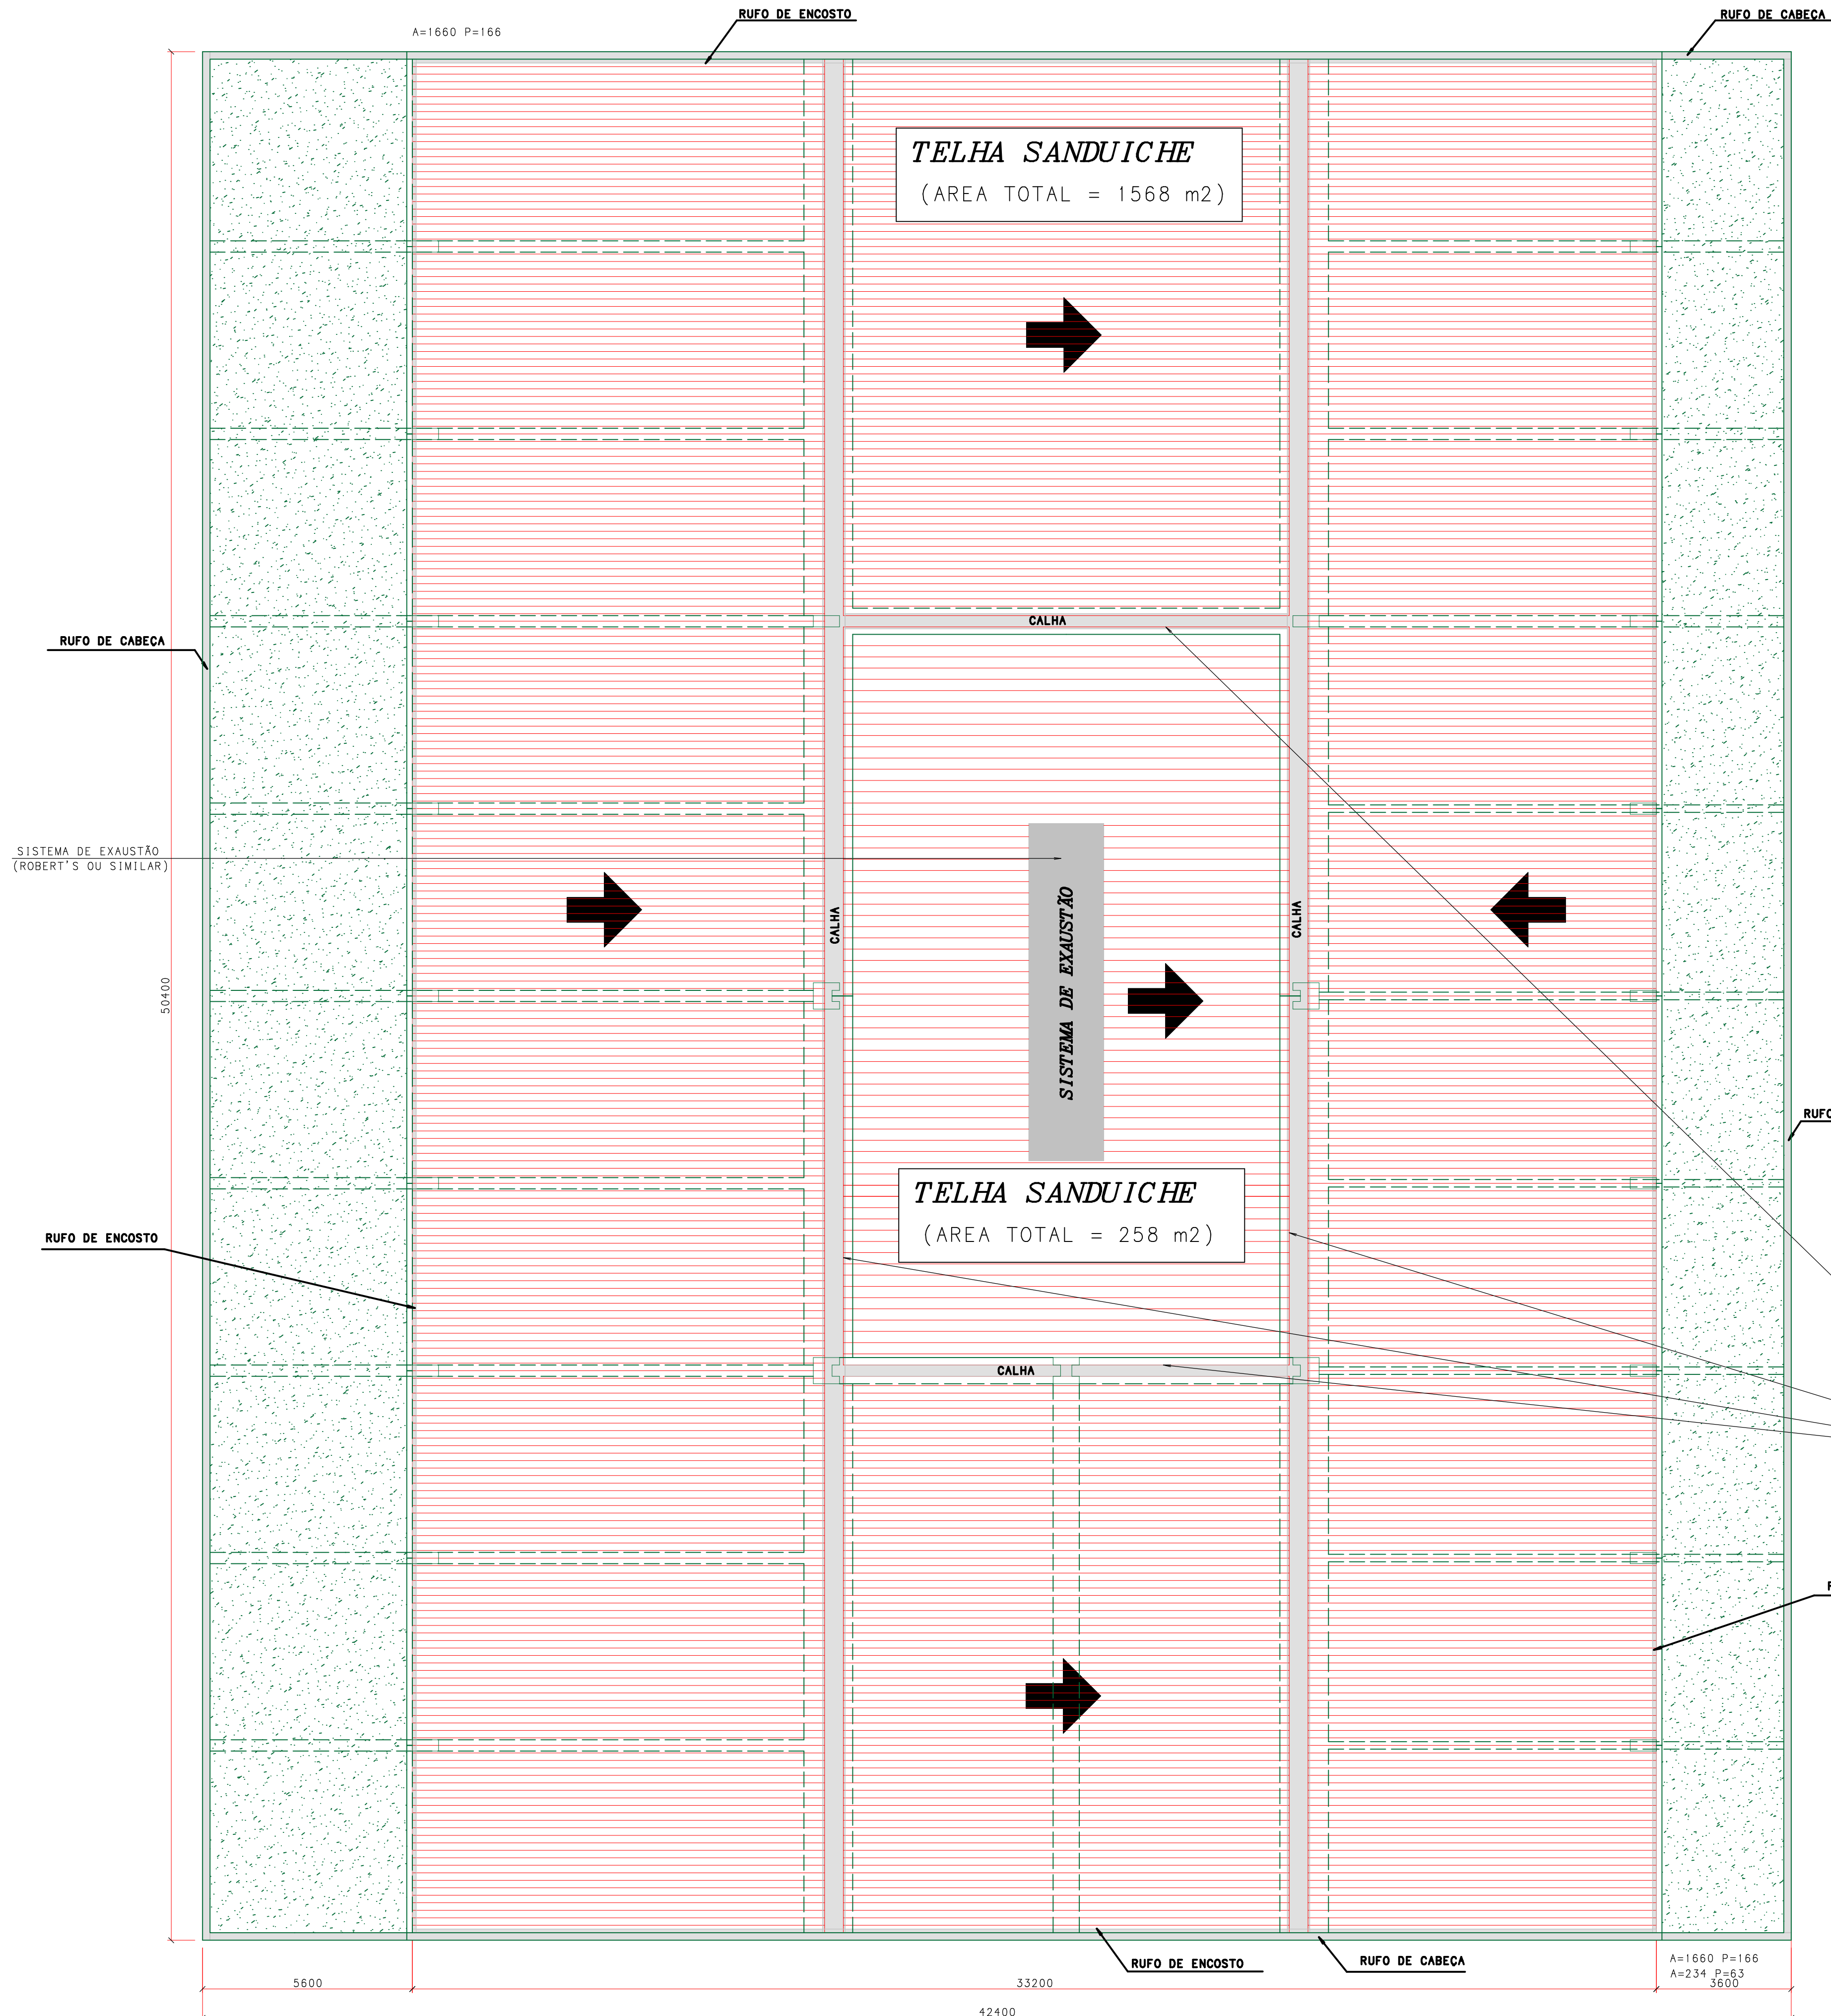 RUFO DE ENCOSTO
RUFO DE CABEÇA
A=1660 P=166
TELHA SANDUICHE
(AREA TOTAL = 1568 m2)
CALHA
RUFO DE CABEÇA
SISTEMA DE EXAUSTÃO
(ROBERT'S OU SIMILAR)
CALHA
CALHA
SISTEMA DE EXAUSTÃO
50400
RUFO
TELHA SANDUICHE
(AREA TOTAL = 258 m2)
RUFO DE ENCOSTO
CALHA
RUFO DE ENCOSTO
RUFO DE CABEÇA
A=1660 P=166
A=234 P=63
5600
33200
3600
42400